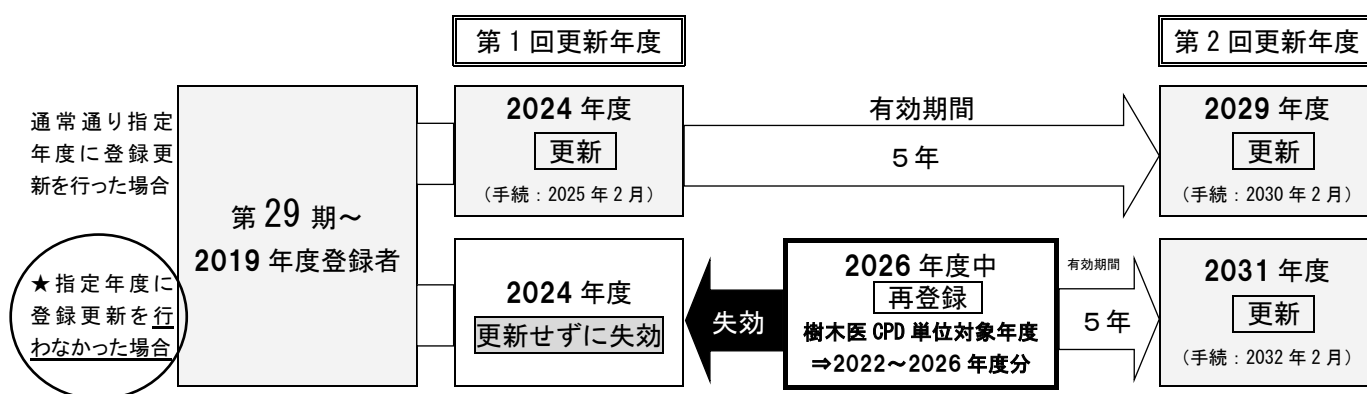 第1回更新年度
第2回更新年度
通常通り指定
年度に登録更
新を行った場合
第29期～
2019年度登録者
2024年度
更新
(手続：2025年2月)
有効期間
5年
2029年度
更新
(手続：2030年2月)
★指定年度に
登録更新を行
わなかった場合
2024年度
更新せずに失効
失効
2026年度中
再登録
樹木医CPD単位対象年度
⇒2022～2026年度分
有効期間
5年
2031年度
更新
(手続：2032年2月)